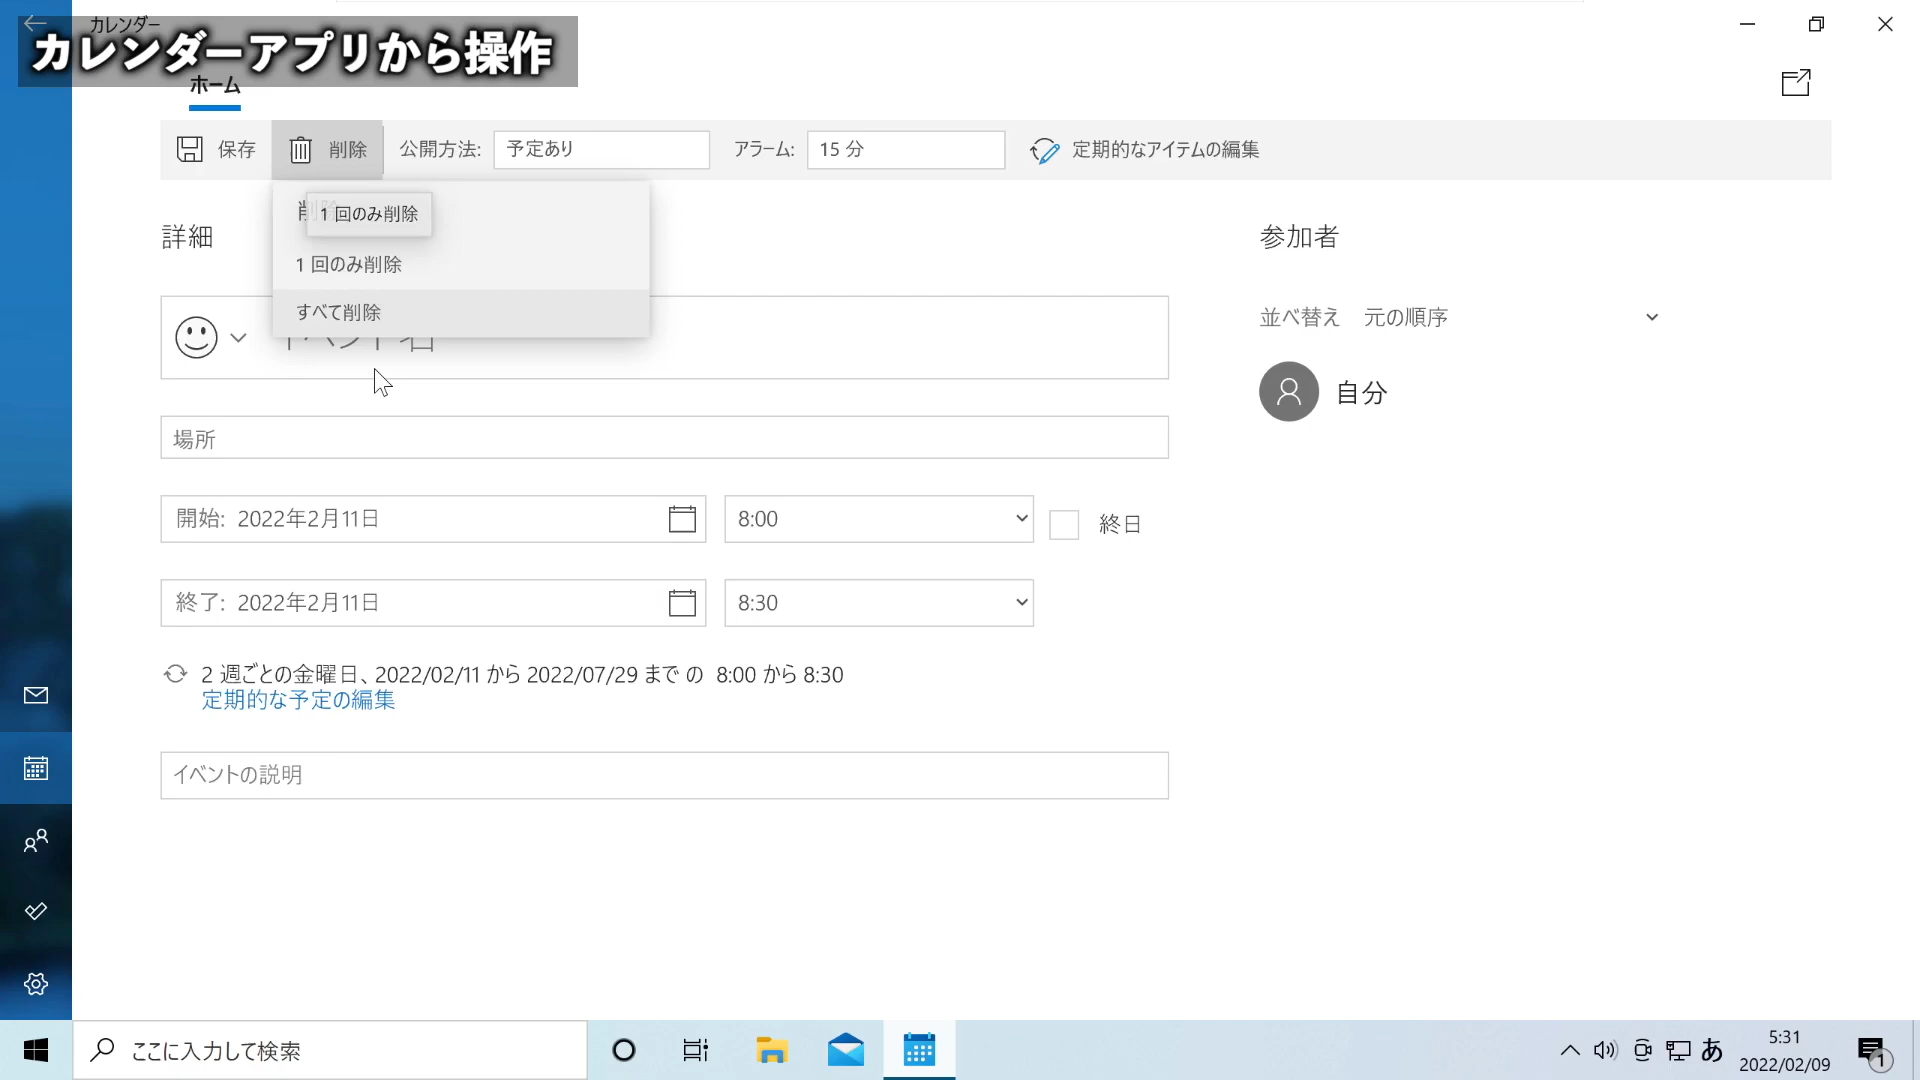 カレンダー
カレンダーアプリから操作
ホーム
保存
削除
公開方法:
予定あり
アラーム:
15 分
定期的なアイテムの編集
1 回のみ削除
1 回のみ削除
すべて削除
詳細
参加者
並べ替え 元の順序
自分
場所
開始: 2022年2月11日
8:00
終日
終了: 2022年2月11日
8:30
2 週ごとの金曜日、2022/02/11 から 2022/07/29 まで の 8:00 から 8:30
定期的な予定の編集
イベントの説明
ここに入力して検索
あ
5:31
2022/02/09
1